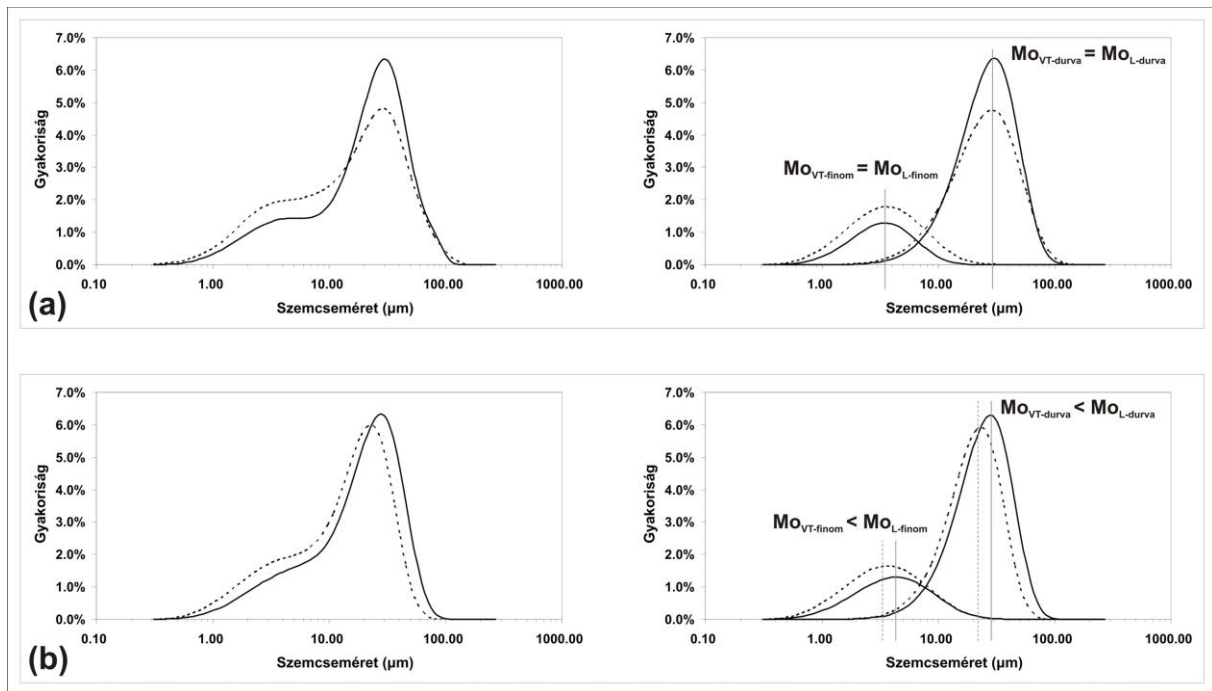 7.0%
6.0%
5.0%
4.0%
3.0%
2.0%
1.0%
0.0%
Gyakoriság
0.10 1.00 10.00 100.00 1000.00
Szemcseméret (µm)
7.0%
6.0%
5.0%
4.0%
3.0%
2.0%
1.0%
0.0%
Gyakoriság
MoVT-durva = MoL-durva
MoVT-finom = MoL-finom
0.10 1.00 10.00 100.00 1000.00
Szemcseméret (µm)
(a)
7.0%
6.0%
5.0%
4.0%
3.0%
2.0%
1.0%
0.0%
Gyakoriság
0.10 1.00 10.00 100.00 1000.00
Szemcseméret (µm)
7.0%
6.0%
5.0%
4.0%
3.0%
2.0%
1.0%
0.0%
Gyakoriság
MoVT-durva < MoL-durva
MoVT-finom < MoL-finom
0.10 1.00 10.00 100.00 1000.00
Szemcseméret (µm)
(b)